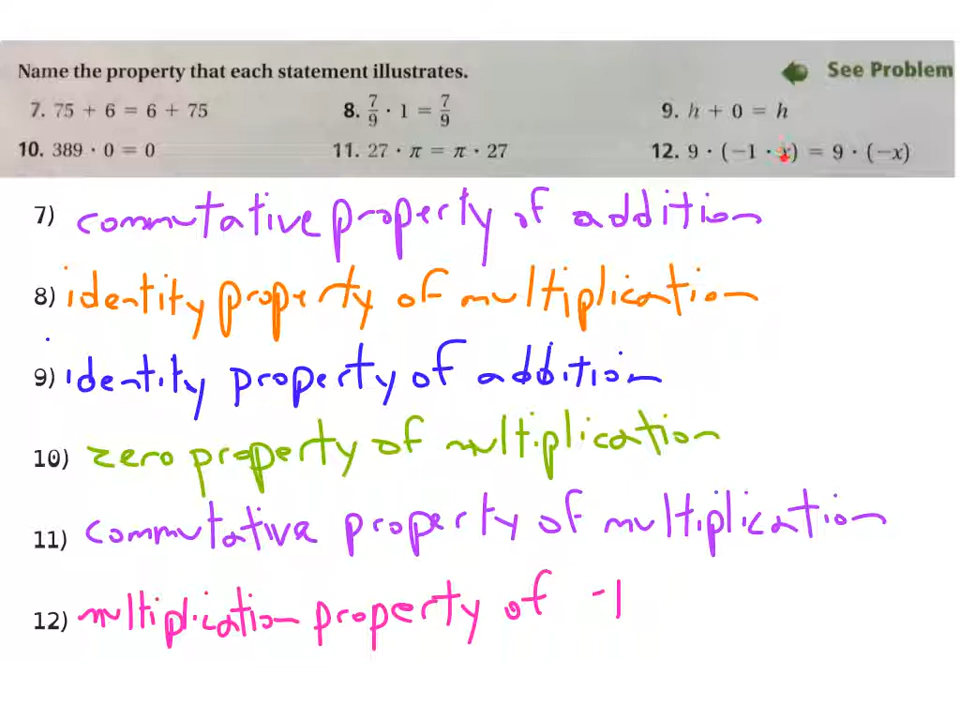 Name the property that each statement illustrates. See Problem
7. 75 + 6 = 6 + 75 8. 7/9 · 1 = 7/9 9. h + 0 = h
10. 389 · 0 = 0 11. 27 · π = π · 27 12. 9 · (−1 · x) = 9 · (−x)
7) commutative property of addition
8) identity property of multiplication
9) identity property of addition
10) zero property of multiplication
11) commutative property of multiplication
12) multiplication property of -1